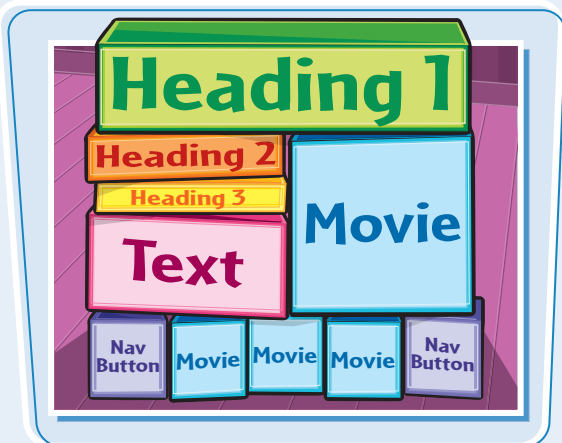 Heading 1
Heading 2
Heading 3
Text
Movie
Nav
Button
Movie
Movie
Movie
Nav
Button